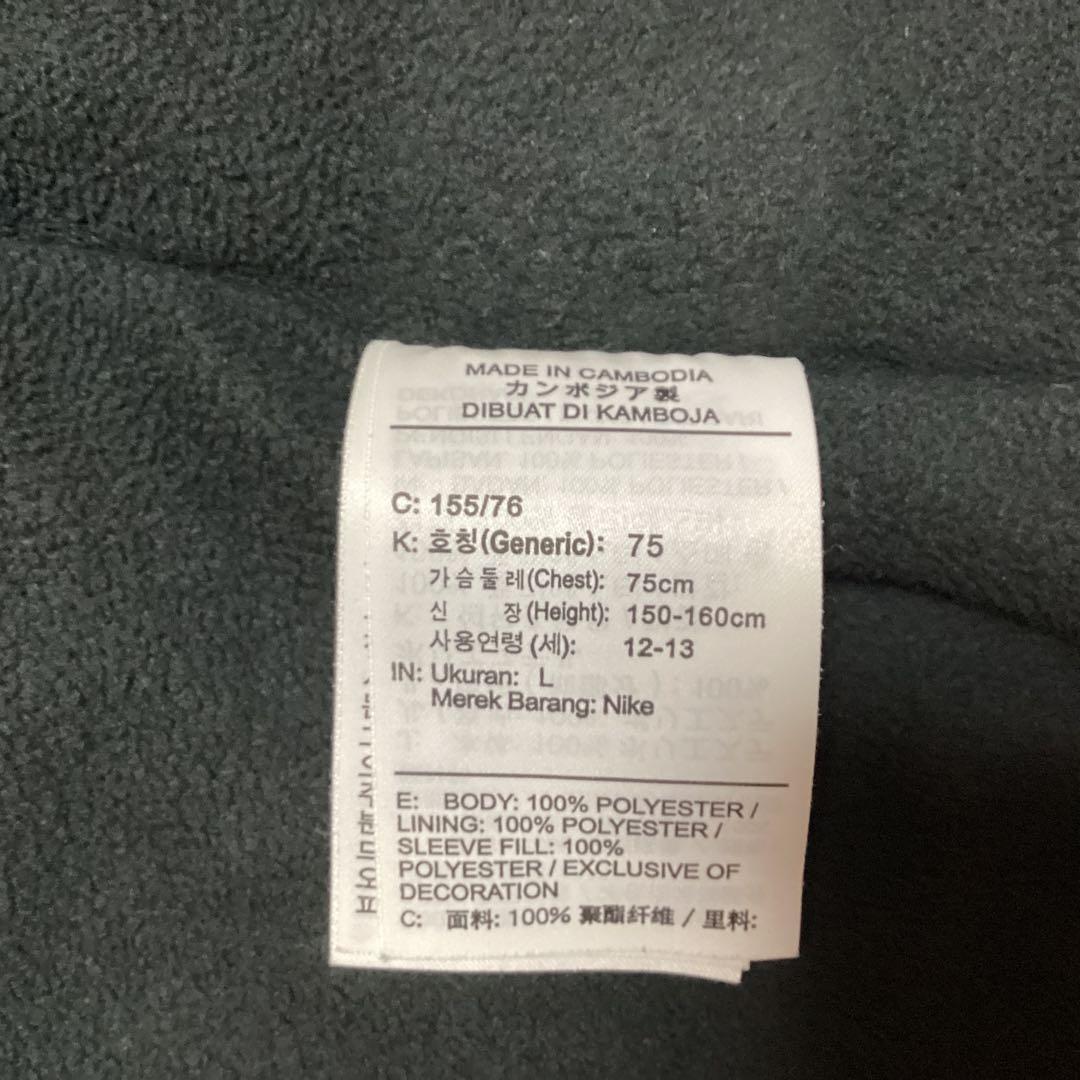 MADE IN CAMBODIA
カンボジア製
DIBUAT DI KAMBOJA
C: 155/76
K: 호칭(Generic): 75
가슴둘레(Chest): 75cm
신 장(Height): 150-160cm
사용연령 (세): 12-13
IN: Ukuran: L
Merek Barang: Nike
E: BODY: 100% POLYESTER /
LINING: 100% POLYESTER /
SLEEVE FILL: 100%
POLYESTER / EXCLUSIVE OF
DECORATION
C: 面料: 100% 聚酯纤维 / 里料: